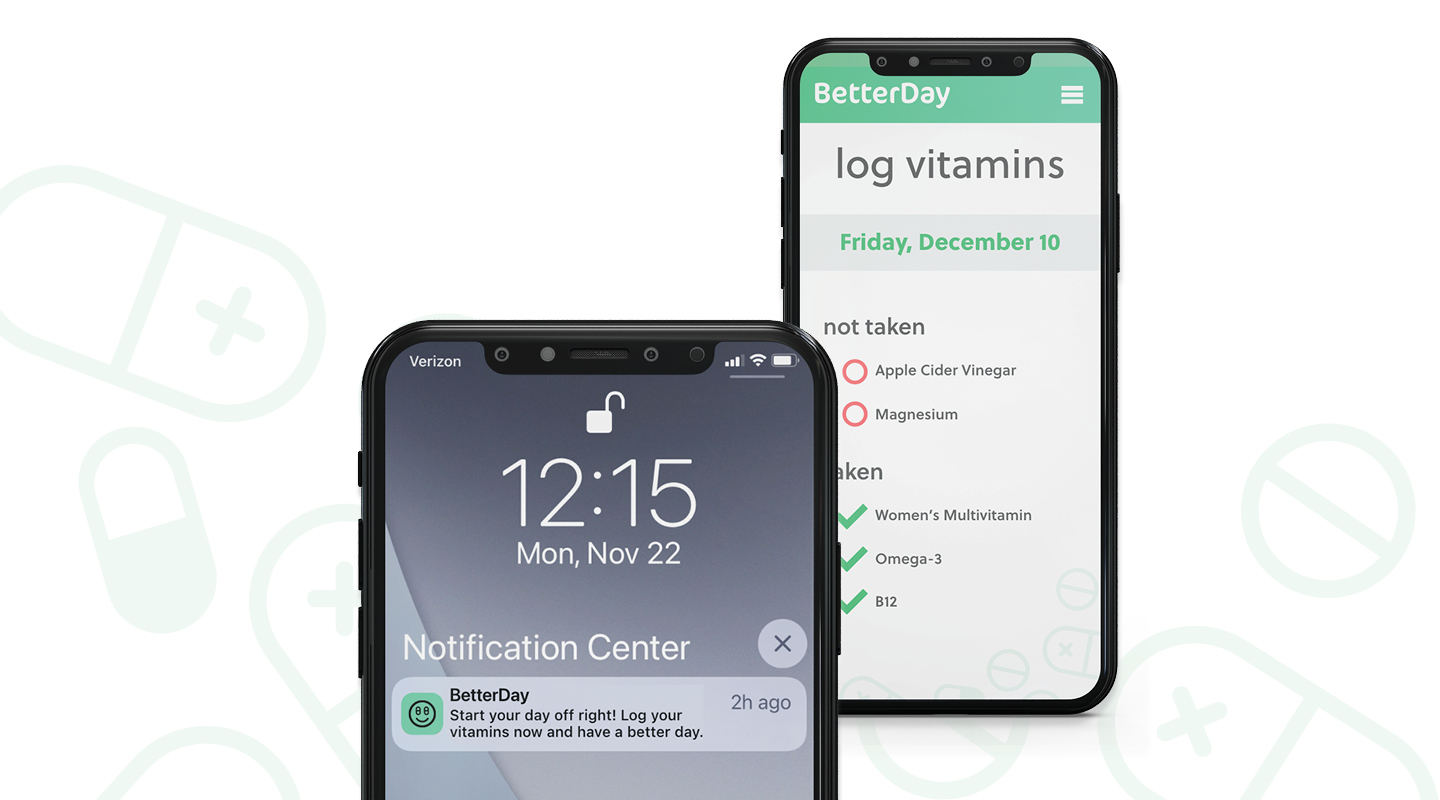 BetterDay
log vitamins
Friday, December 10
not taken
Apple Cider Vinegar
Magnesium
aken
Women's Multivitamin
Omega-3
B12
Verizon
12:15
Mon, Nov 22
Notification Center
BetterDay
2h ago
Start your day off right! Log your
vitamins now and have a better day.